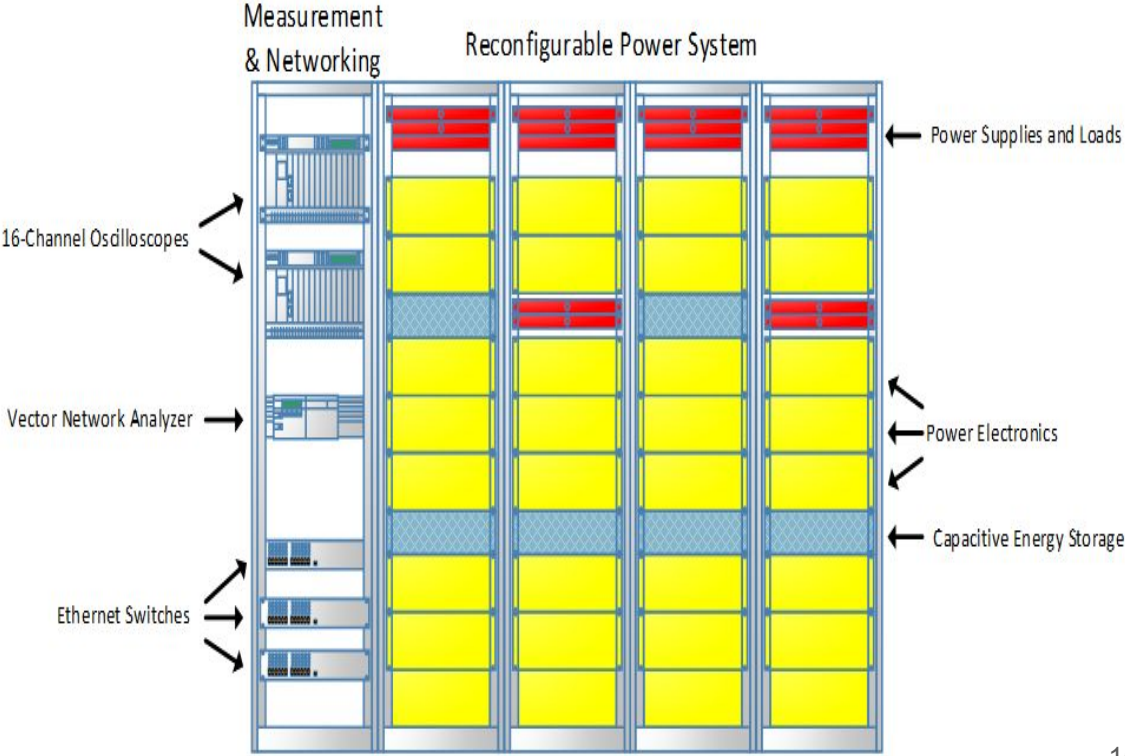 Measurement
& Networking
Reconfigurable Power System
Power Supplies and Loads
16-Channel Oscilloscopes
Vector Network Analyzer
Power Electronics
Capacitive Energy Storage
Ethernet Switches
1